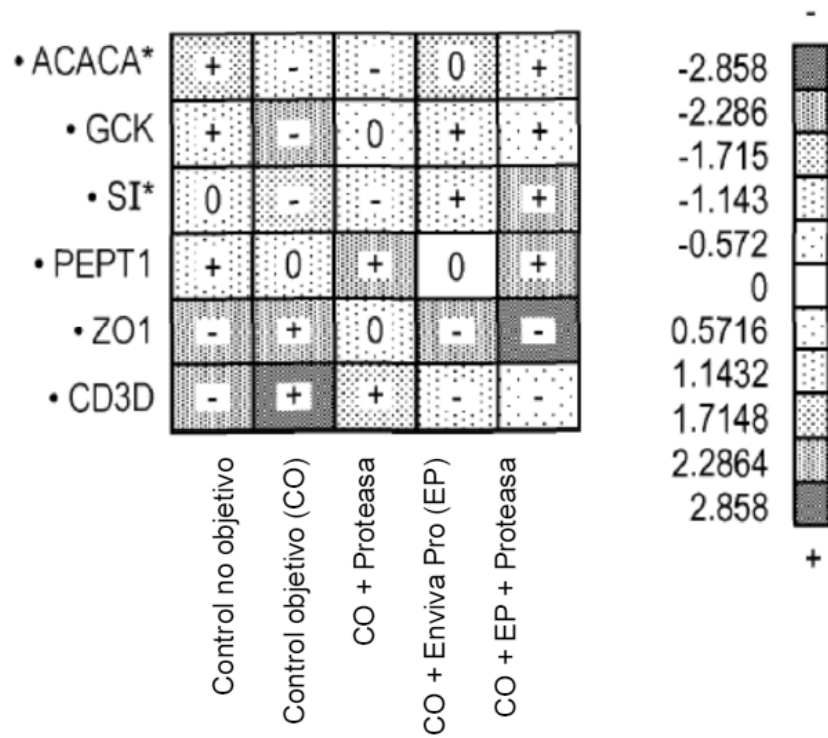 -
• ACACA* + - - 0 + -2.858
-2.286
• GCK + - 0 + + -1.715
• SI* 0 - - + + -1.143
-0.572
• PEPT1 + 0 + 0 + 0
• ZO1 - + 0 - - 0.5716
1.1432
• CD3D - + + - - 1.7148
2.2864
2.858
+
Control no objetivo
Control objetivo (CO)
CO + Proteasa
CO + Enviva Pro (EP)
CO + EP + Proteasa